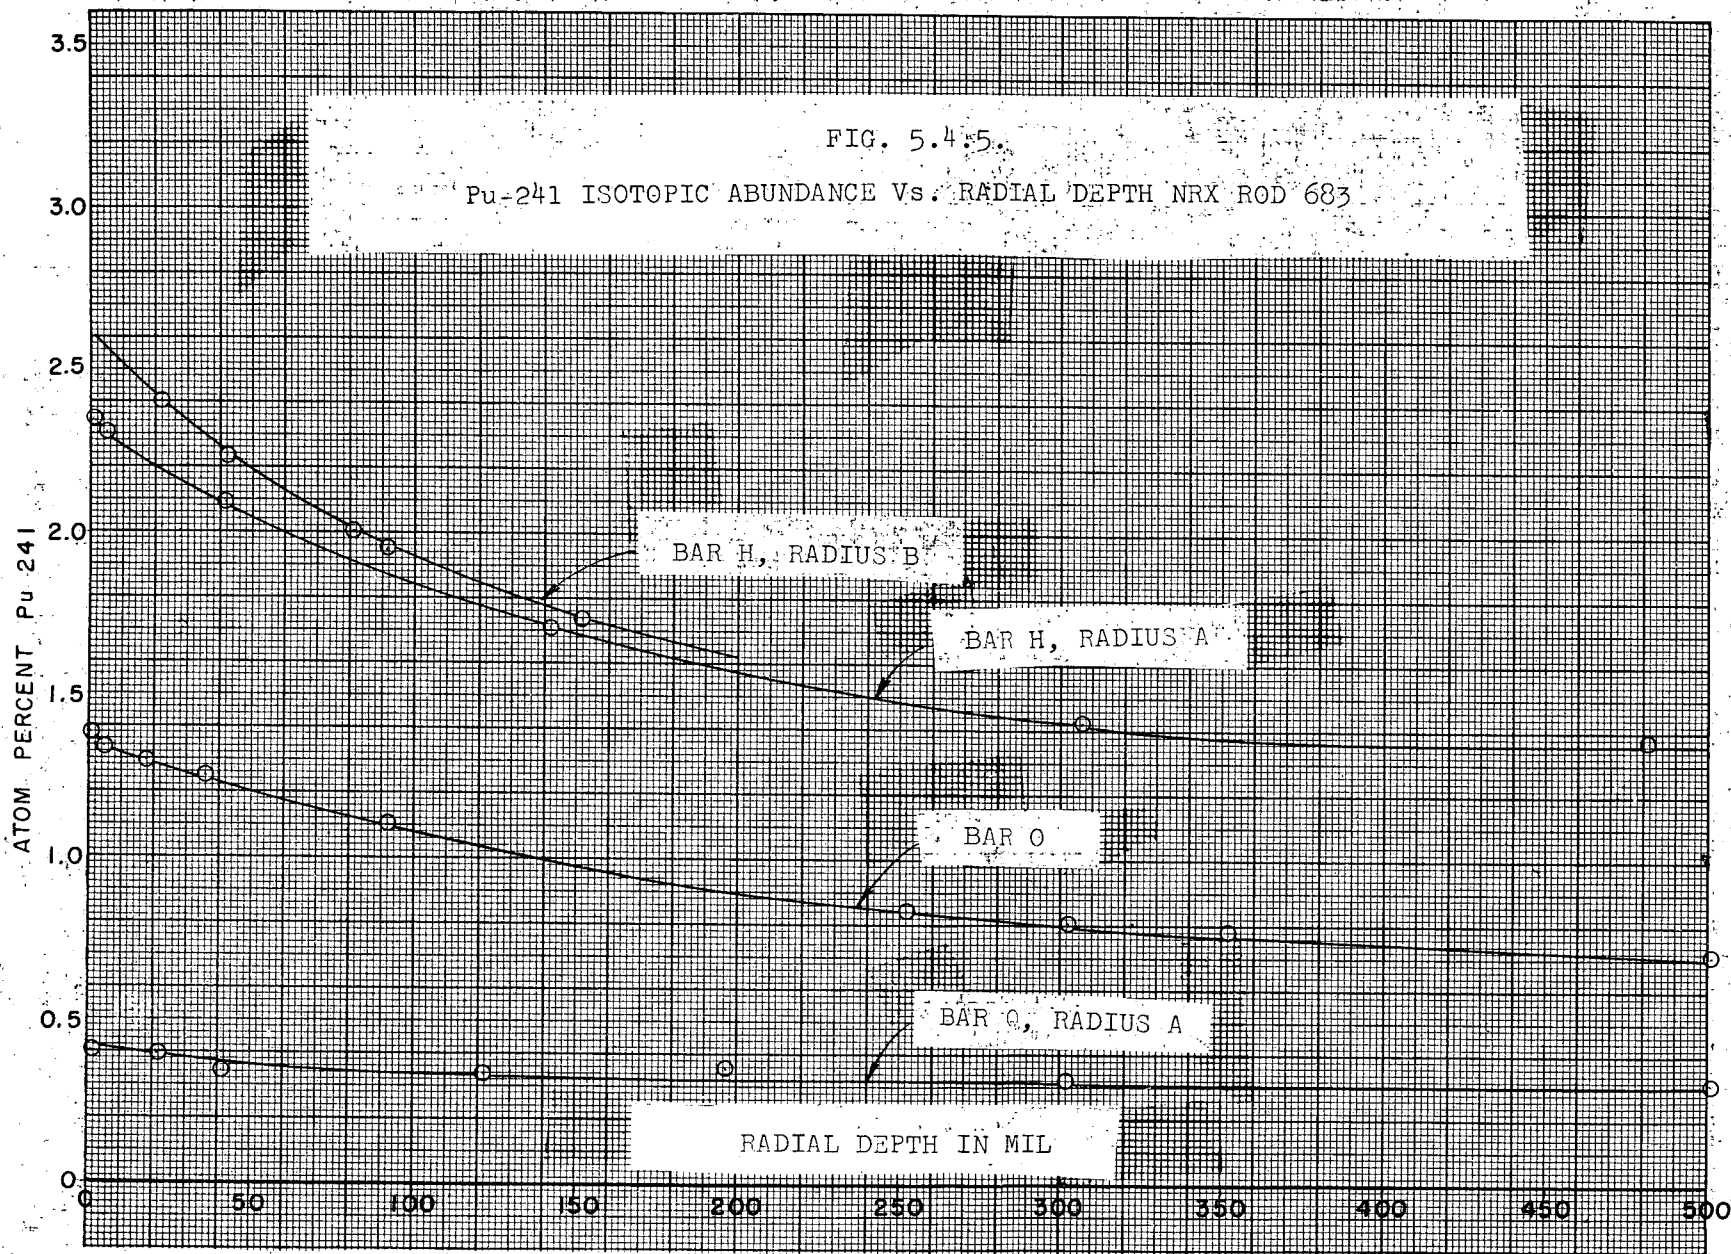 FIG. 5.4.5.
Pu-241 ISOTOPIC ABUNDANCE Vs. RADIAL DEPTH NRX ROD 683
ATOM PERCENT Pu 241
3.5
3.0
2.5
2.0
1.5
1.0
0.5
0
BAR H, RADIUS B
BAR H, RADIUS A
BAR O
BAR Q, RADIUS A
RADIAL DEPTH IN MIL
0 50 100 150 200 250 300 350 400 450 500